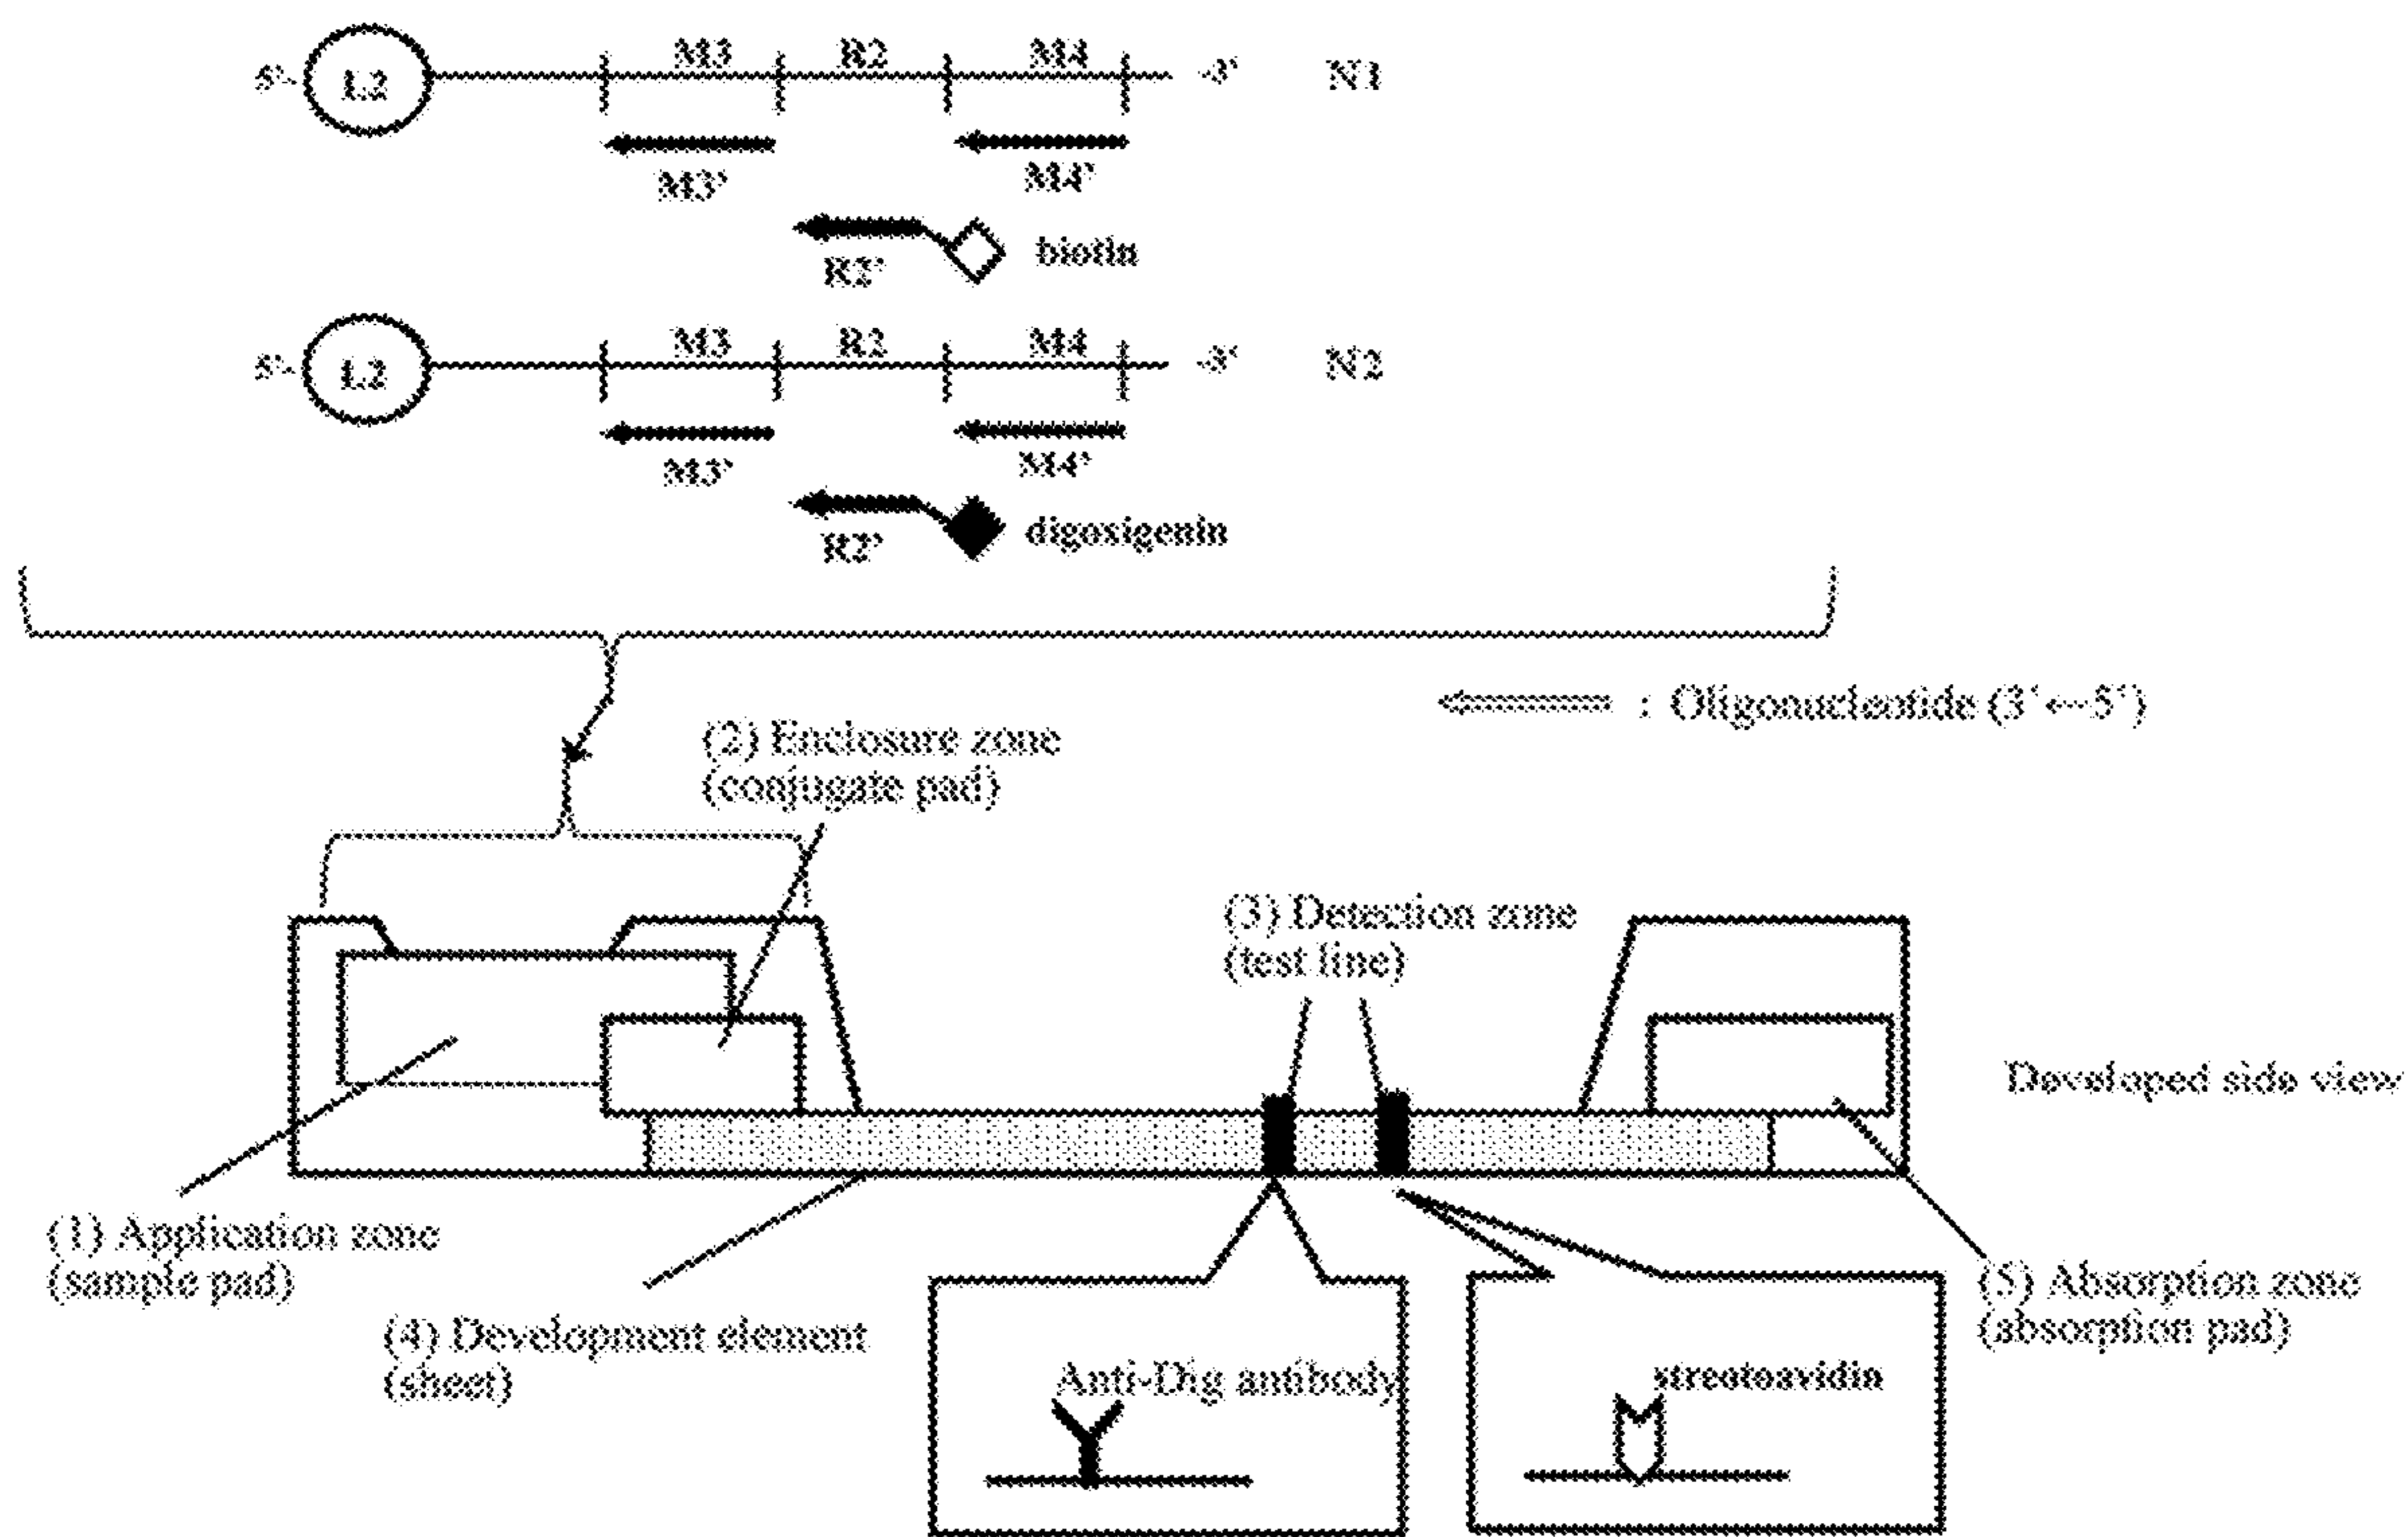 M3 R2 M4
5'- L2 -3' N1
M3' M4'
R2' biotin
M3 R2 M4
5'- L2 -3' N2
M3' M4'
R2' digoxigenin
: Oligonucleotide (3'←5')
(2) Enclosure zone
(conjugate pad)
(3) Detection zone
(test line)
Developed side view
(1) Application zone
(sample pad)
(4) Development element
(sheet)
(5) Absorption zone
(absorption pad)
Anti-Dig antibody
streotoavidin